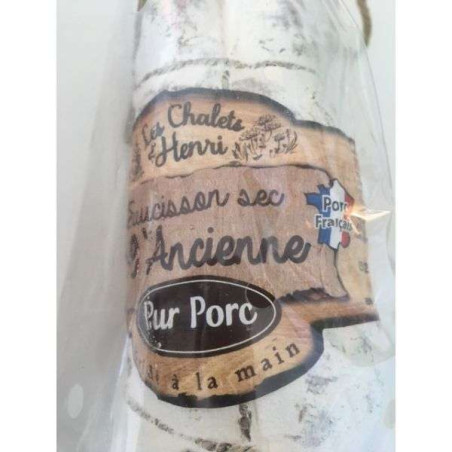 Les Chalets
d'Henri
Saucisson sec
l'Ancienne
Porc
Français
Pur Porc
à la main